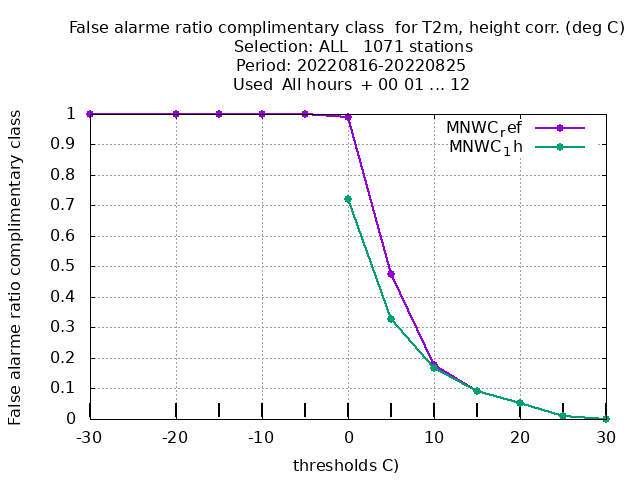 False alarme ratio complimentary class  for T2m, height corr. (deg C)
Selection: ALL   1071 stations
Period: 20220816-20220825
Used  All hours  + 00 01 ... 12
False alarme ratio complimentary class
1
0.9
0.8
0.7
0.6
0.5
0.4
0.3
0.2
0.1
0
MNWCref
MNWC1h
-30 -20 -10 0 10 20 30
thresholds C)